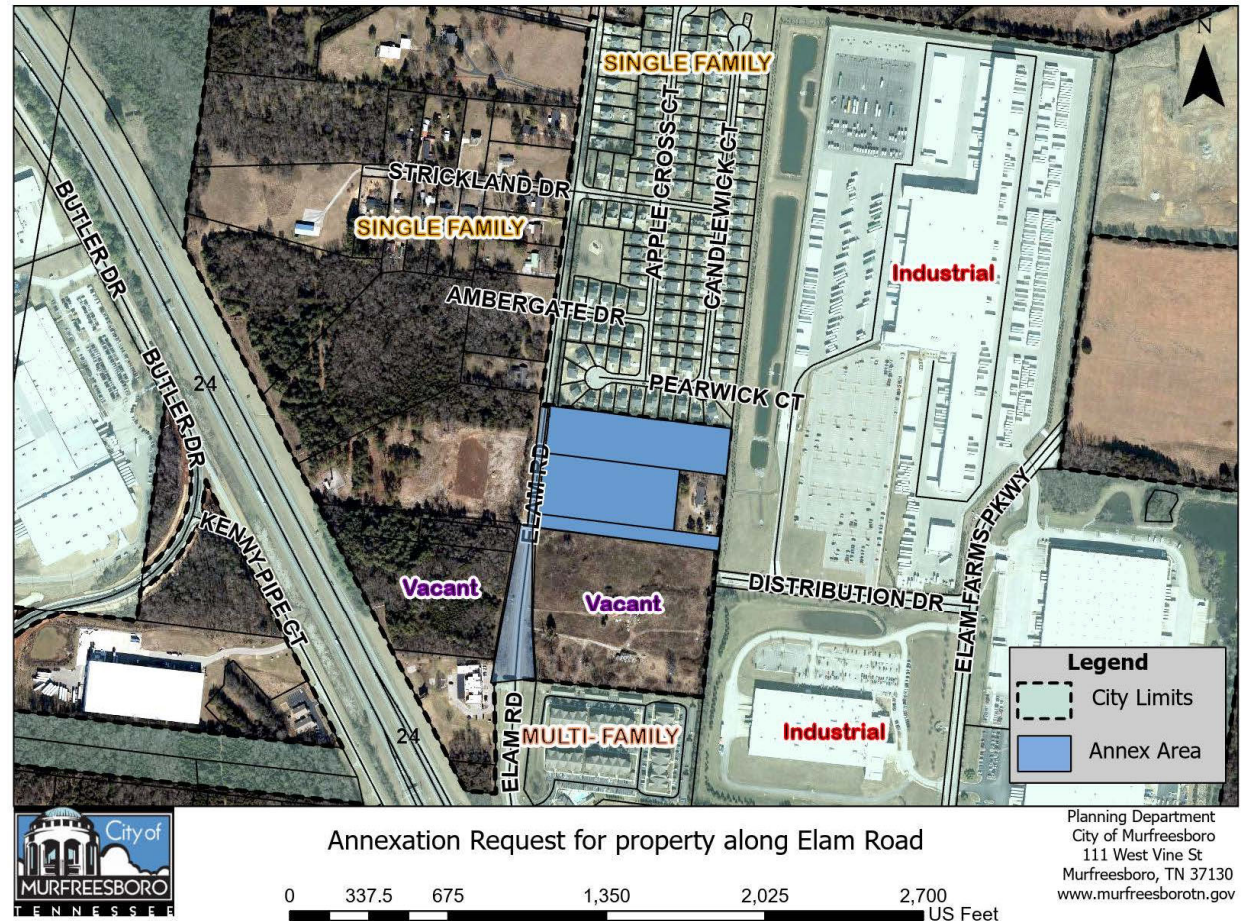 N
SINGLE FAMILY
APPLE CROSS CT
CANDLEWICK CT
STRICKLAND DR
SINGLE FAMILY
BUTLER DR
Industrial
AMBERGATE DR
BUTLER DR
24
PEARWICK CT
ELAM RD
ELAM FARMS PKWY
KENNY PIPE CT
Vacant
Vacant
DISTRIBUTION DR
24
ELAM RD
MULTI-FAMILY
Industrial
Legend
City Limits
Annex Area
City of
MURFREESBORO
TENNESSEE
Annexation Request for property along Elam Road
0 337.5 675 1,350 2,025 2,700
US Feet
Planning Department
City of Murfreesboro
111 West Vine St
Murfreesboro, TN 37130
www.murfreesborotn.gov